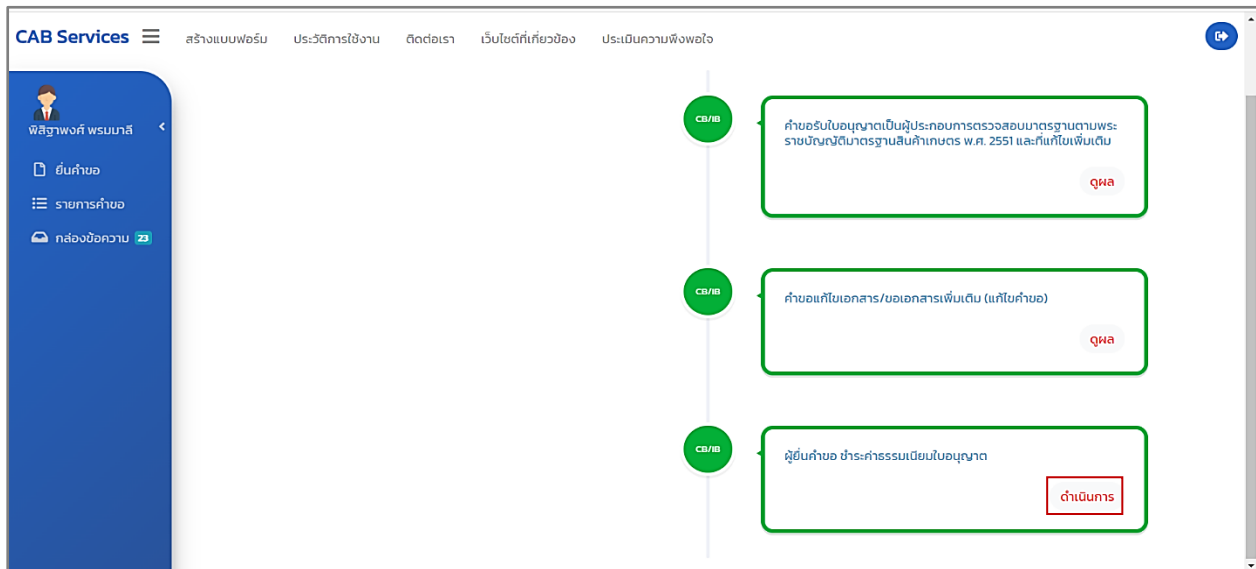 CAB Services สร้างแบบฟอร์ม ประวัติการใช้งาน ติดต่อเรา เว็บไซต์ที่เกี่ยวข้อง ประเมินความพึงพอใจ
พิสิฐาพงศ์ พรมมาลี
ยื่นคำขอ
รายการคำขอ
กล่องข้อความ 23
CB/IB
คำขอรับใบอนุญาตเป็นผู้ประกอบการตรวจสอบมาตรฐานตามพระ
ราชบัญญัติมาตรฐานสินค้าเกษตร พ.ศ. 2551 และที่แก้ไขเพิ่มเติม
ดูผล
CB/IB
คำขอแก้ไขเอกสาร/ขอเอกสารเพิ่มเติม (แก้ไขคำขอ)
ดูผล
CB/IB
ผู้ยื่นคำขอ ชำระค่าธรรมเนียมใบอนุญาต
ดำเนินการ